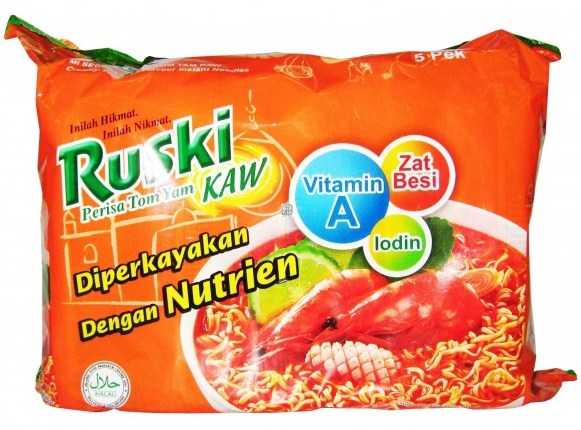 5 Pek
Inilah Hikmat.
Inilah Nikmat.
Ruski
Perisa Tom Yam KAW
Vitamin
A
Zat
Besi
Iodin
Diperkayakan
Dengan Nutrien
حلال
HALAL